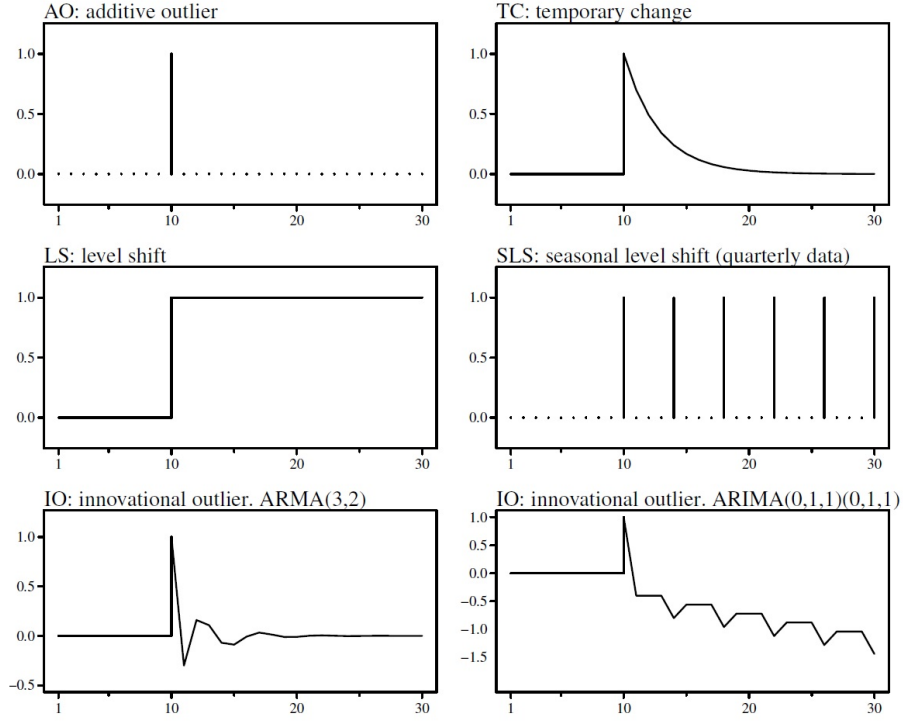 AO: additive outlier
1.0
0.5
0.0
1 10 20 30
TC: temporary change
1.0
0.5
0.0
1 10 20 30
LS: level shift
1.0
0.5
0.0
1 10 20 30
SLS: seasonal level shift (quarterly data)
1.0
0.5
0.0
1 10 20 30
IO: innovational outlier. ARMA(3,2)
1.0
0.5
0.0
−0.5
1 10 20 30
IO: innovational outlier. ARIMA(0,1,1)(0,1,1)
1.0
0.5
0.0
−0.5
−1.0
−1.5
1 10 20 30